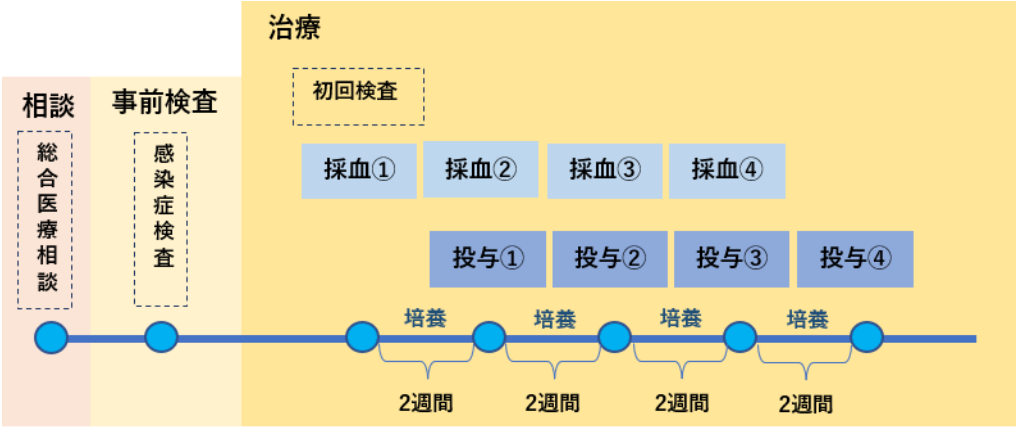 治療
初回検査
相談
事前検査
総合医療相談
感染症検査
採血① 採血② 採血③ 採血④
投与① 投与② 投与③ 投与④
培養 培養 培養 培養
2週間 2週間 2週間 2週間